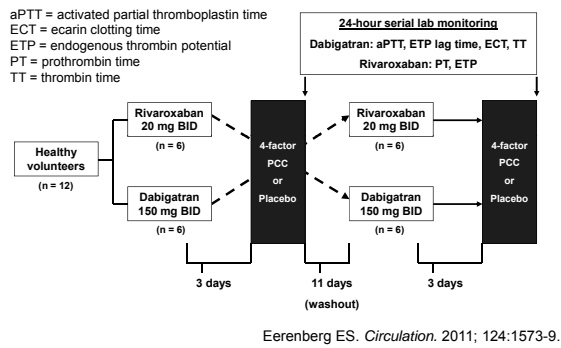 aPTT = activated partial thromboplastin time
ECT = ecarin clotting time
ETP = endogenous thrombin potential
PT = prothrombin time
TT = thrombin time
24-hour serial lab monitoring
Dabigatran: aPTT, ETP lag time, ECT, TT
Rivaroxaban: PT, ETP
Healthy
volunteers
(n = 12)
Rivaroxaban
20 mg BID
(n = 6)
Dabigatran
150 mg BID
(n = 6)
4-factor
PCC
or
Placebo
Rivaroxaban
20 mg BID
(n = 6)
Dabigatran
150 mg BID
(n = 6)
4-factor
PCC
or
Placebo
3 days
11 days
(washout)
3 days
Eerenberg ES. Circulation. 2011; 124:1573-9.